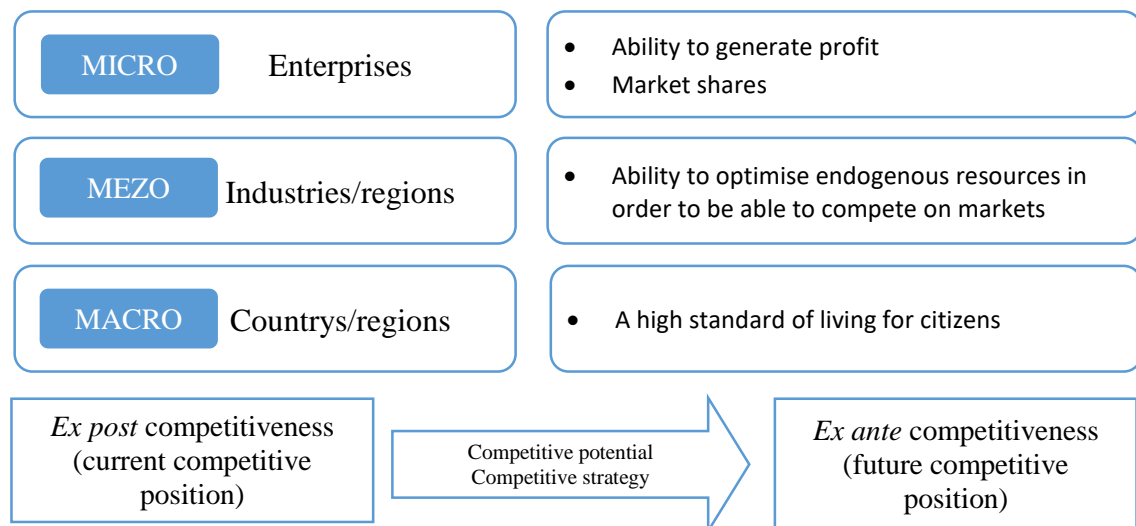 MICRO Enterprises
• Ability to generate profit
• Market shares
MEZO Industries/regions
• Ability to optimise endogenous resources in
order to be able to compete on markets
MACRO Countrys/regions
• A high standard of living for citizens
Ex post competitiveness
(current competitive
position)
Competitive potential
Competitive strategy
Ex ante competitiveness
(future competitive
position)